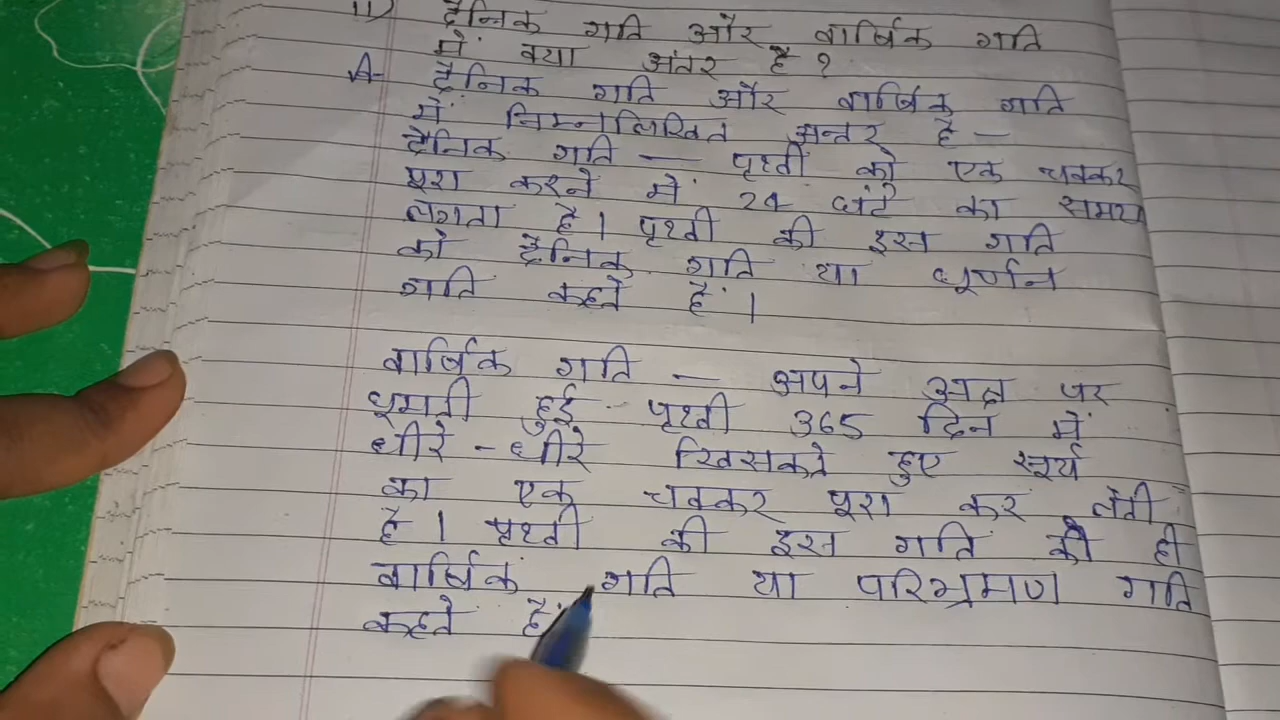 11) दैनिक गति और वार्षिक गति
में क्या अंतर है ?
A- दैनिक गति और वार्षिक गति
में निम्नलिखित अन्तर है —
दैनिक गति — पृथ्वी को एक चक्कर
पूरा करने में 24 घंटे का समय
लगता है। पृथ्वी की इस गति
को दैनिक गति या धूर्णन
गति कहते हैं।
वार्षिक गति — अपने अक्ष पर
धूमती हुई पृथ्वी 365 दिन में
धीरे - धीरे खिसकते हुए सूर्य
का एक चक्कर पूरा कर लेती
है। पृथ्वी की इस गति को ही
वार्षिक गति या परिभ्रमण गति
कहते हैं